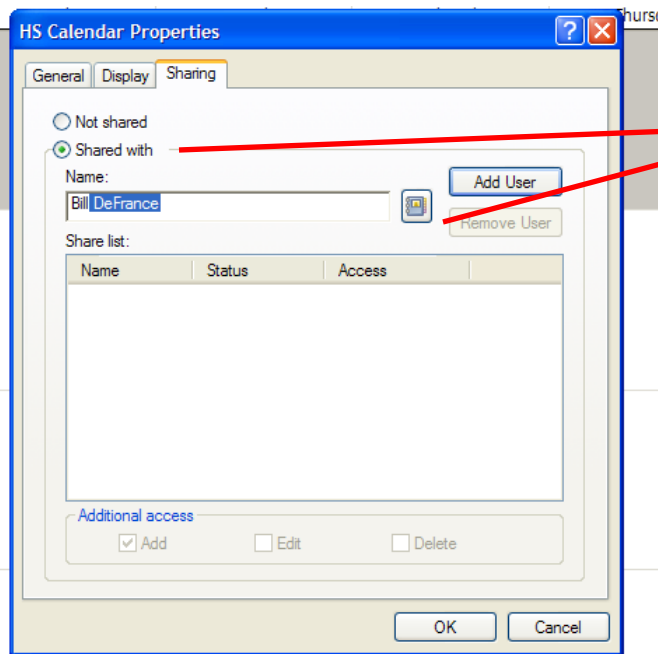 HS Calendar Properties
General Display Sharing
Not shared
Shared with
Name:
Add User
Bill DeFrance
Remove User
Share list:
Name Status Access
Additional access
Add Edit Delete
OK Cancel